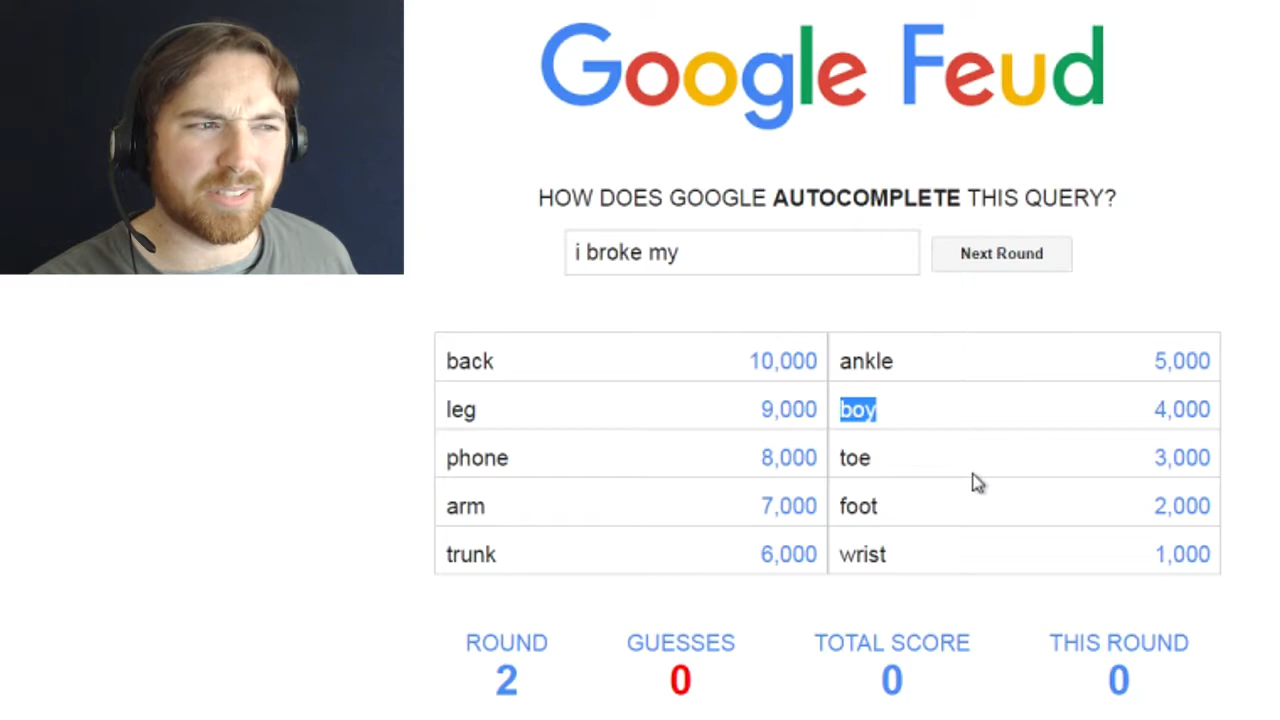 Google Feud
HOW DOES GOOGLE AUTOCOMPLETE THIS QUERY?
i broke my
Next Round
back 10,000 ankle 5,000
leg 9,000 boy 4,000
phone 8,000 toe 3,000
arm 7,000 foot 2,000
trunk 6,000 wrist 1,000
ROUND GUESSES TOTAL SCORE THIS ROUND
2 0 0 0